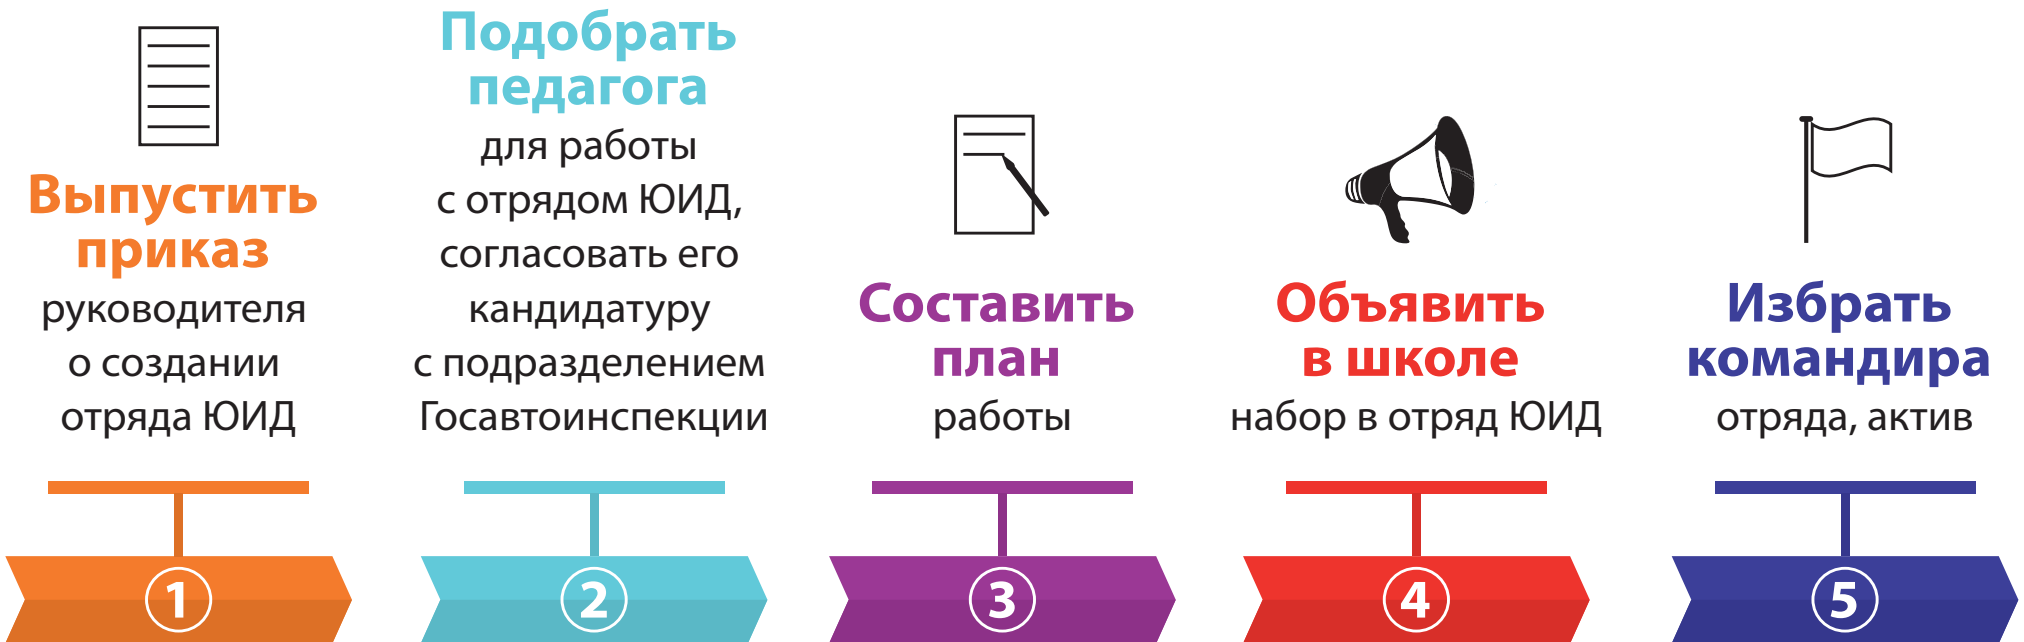 Выпустить
приказ
руководителя
о создании
отряда ЮИД
1
Подобрать
педагога
для работы
с отрядом ЮИД,
согласовать его
кандидатуру
с подразделением
Госавтоинспекции
2
Составить
план
работы
3
Объявить
в школе
набор в отряд ЮИД
4
Избрать
командира
отряда, актив
5